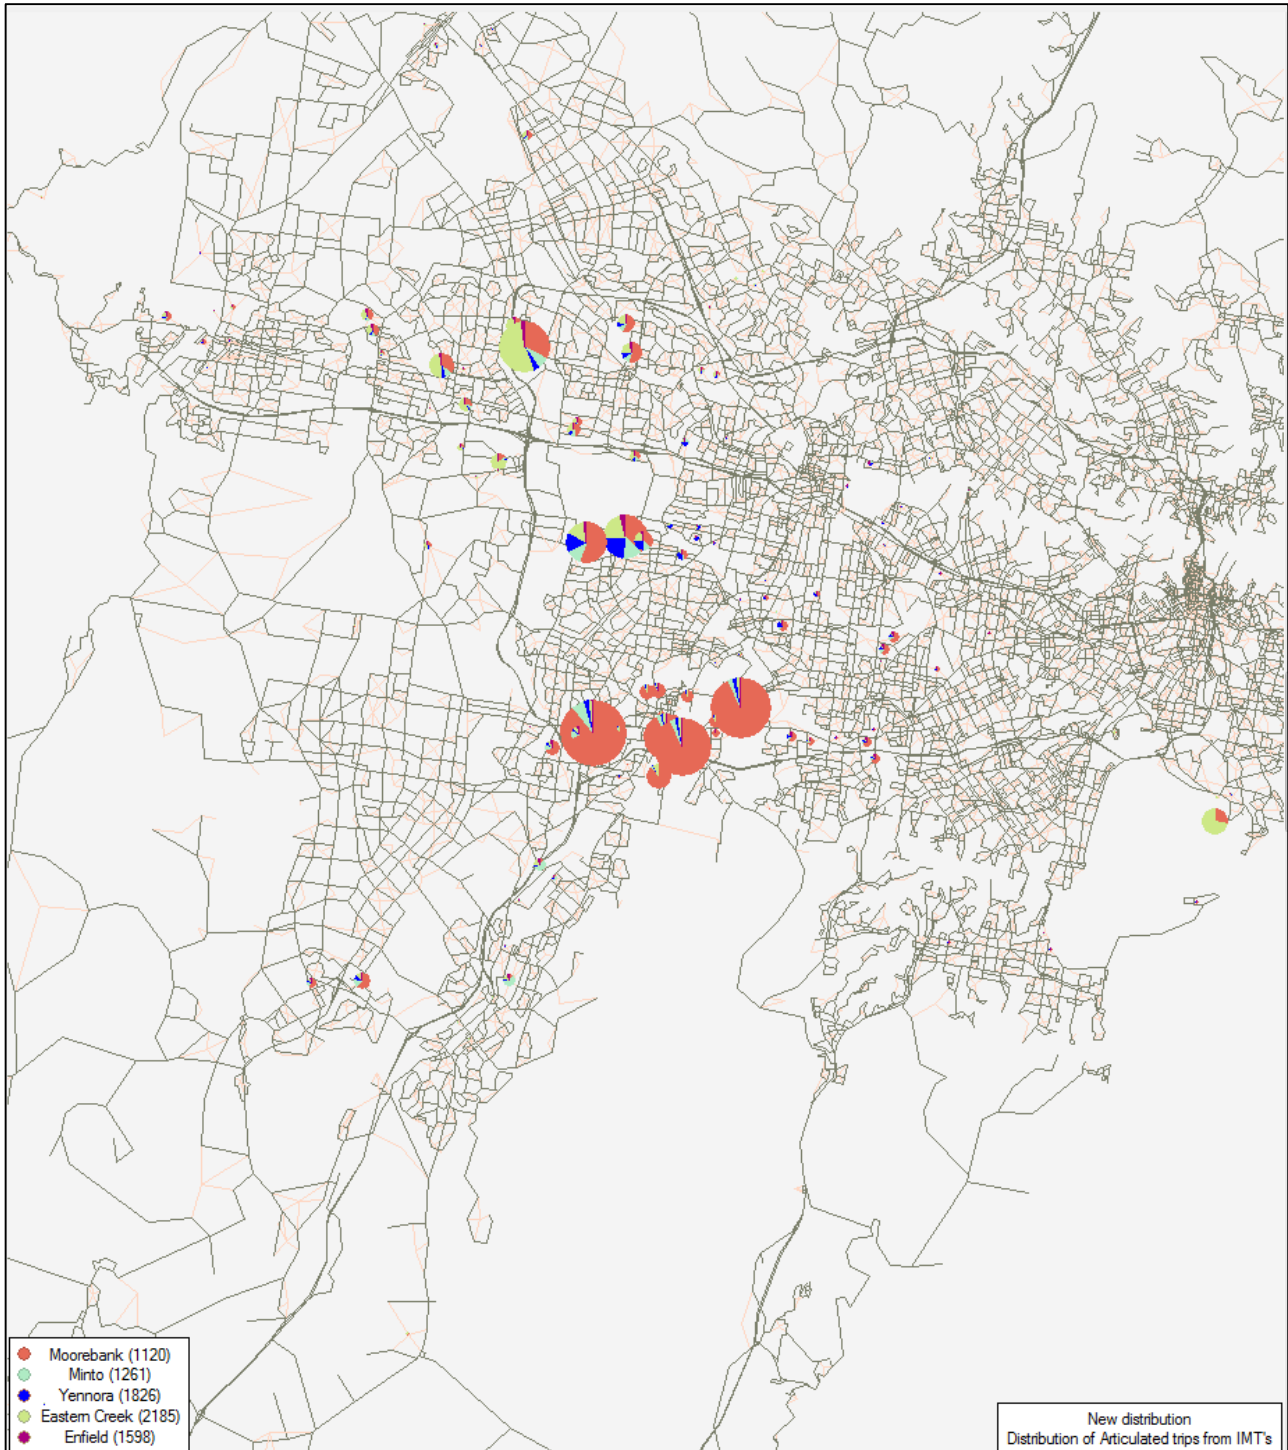 Moorebank (1120)
Minto (1261)
Yennora (1826)
Eastern Creek (2185)
Enfield (1598)
New distribution
Distribution of Articulated trips from IMT's